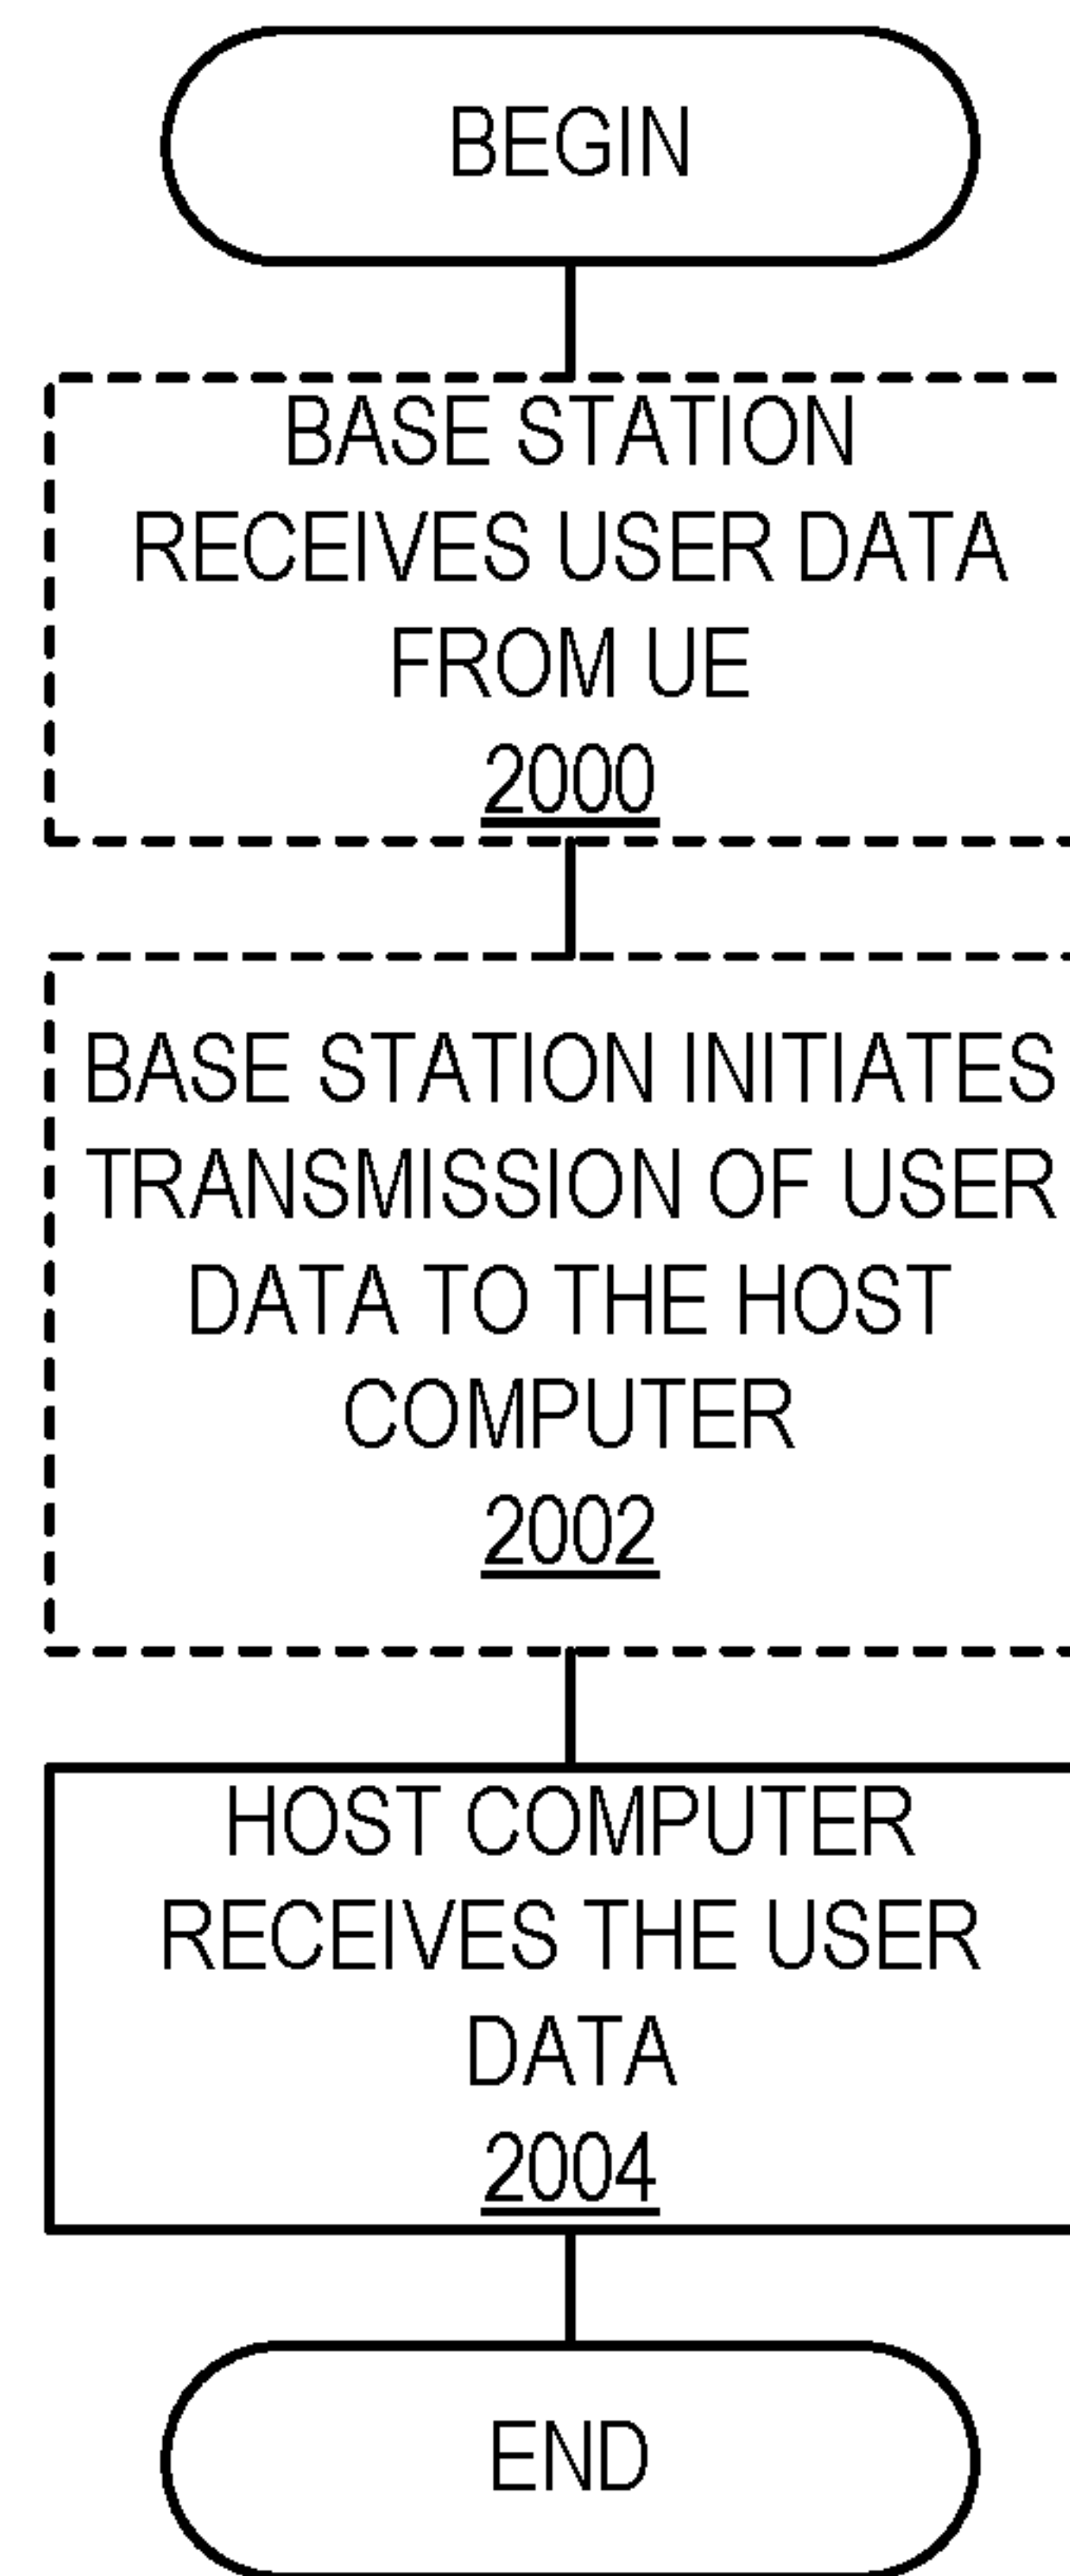 BEGIN
BASE STATION
RECEIVES USER DATA
FROM UE
2000
BASE STATION INITIATES
TRANSMISSION OF USER
DATA TO THE HOST
COMPUTER
2002
HOST COMPUTER
RECEIVES THE USER
DATA
2004
END